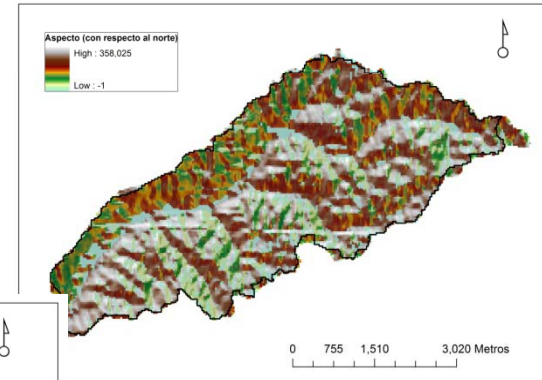 Aspecto (con respecto al norte)
High : 358,025
Low : -1
0 755 1,510 3,020 Metros